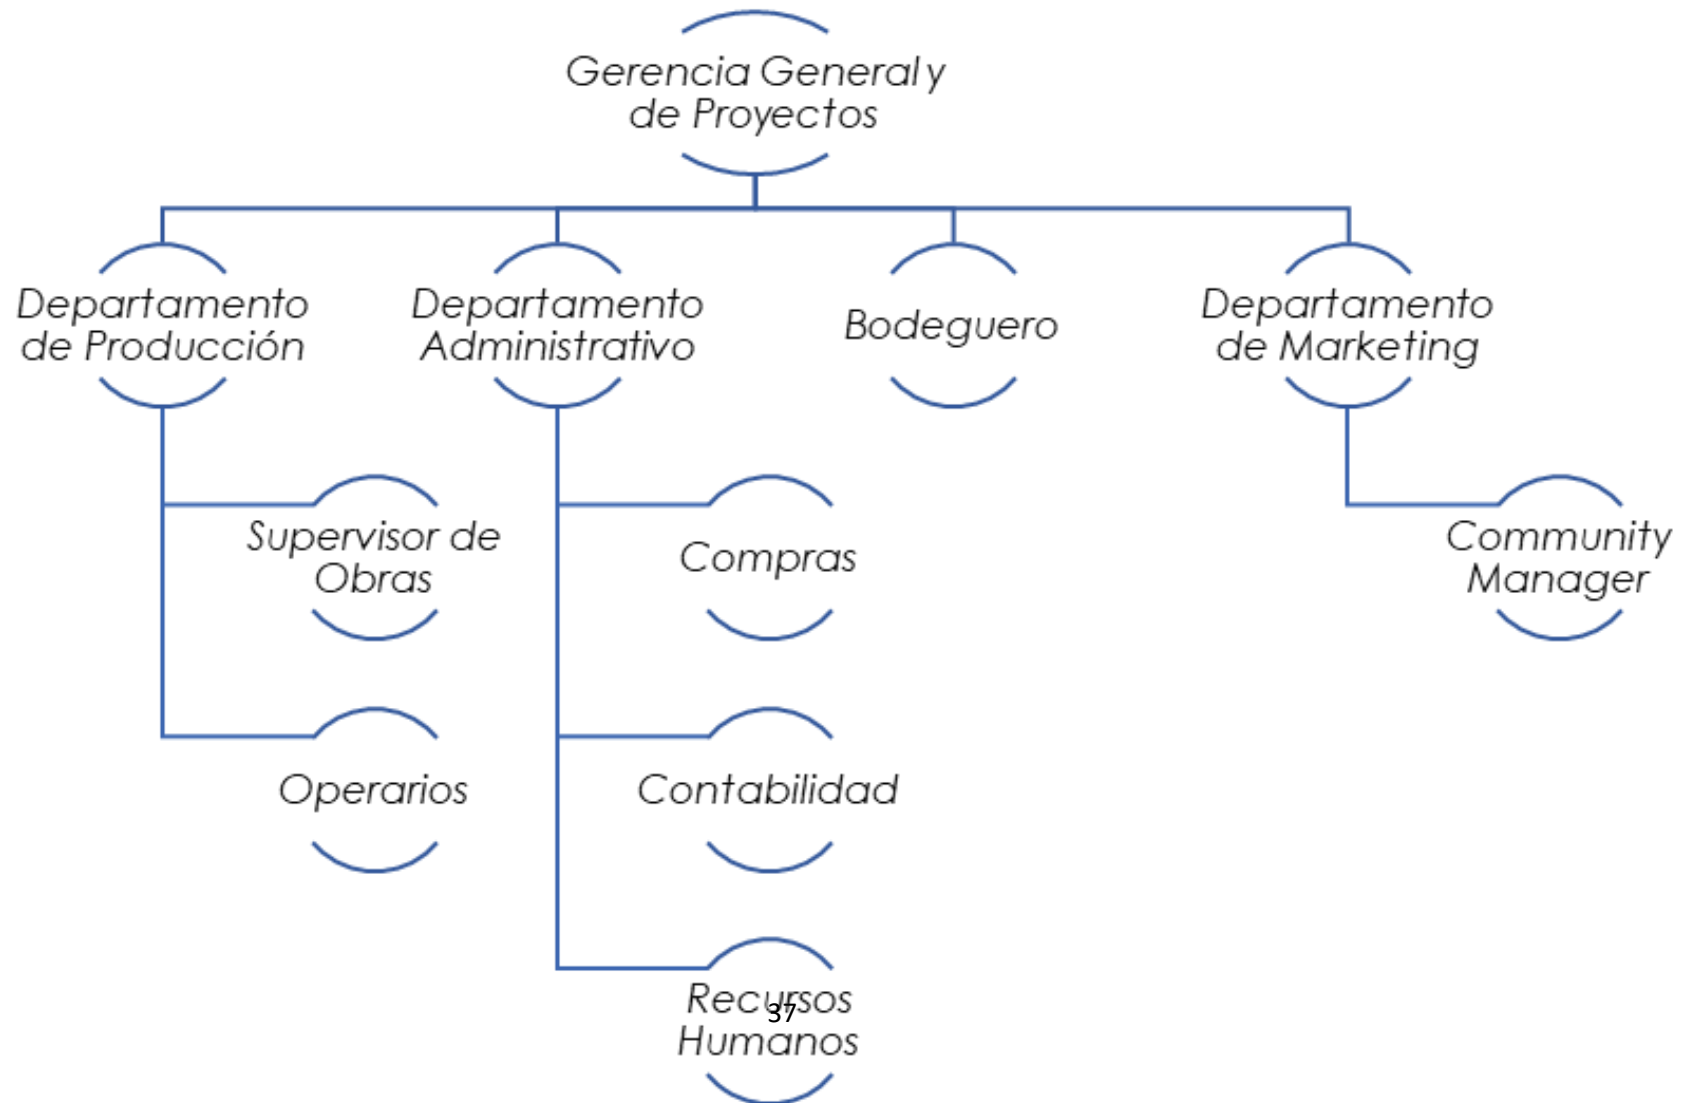 Gerencia General y
de Proyectos
Departamento
de Producción
Departamento
Administrativo
Bodeguero
Departamento
de Marketing
Supervisor de
Obras
Compras
Community
Manager
Operarios
Contabilidad
Recursos
37
Humanos